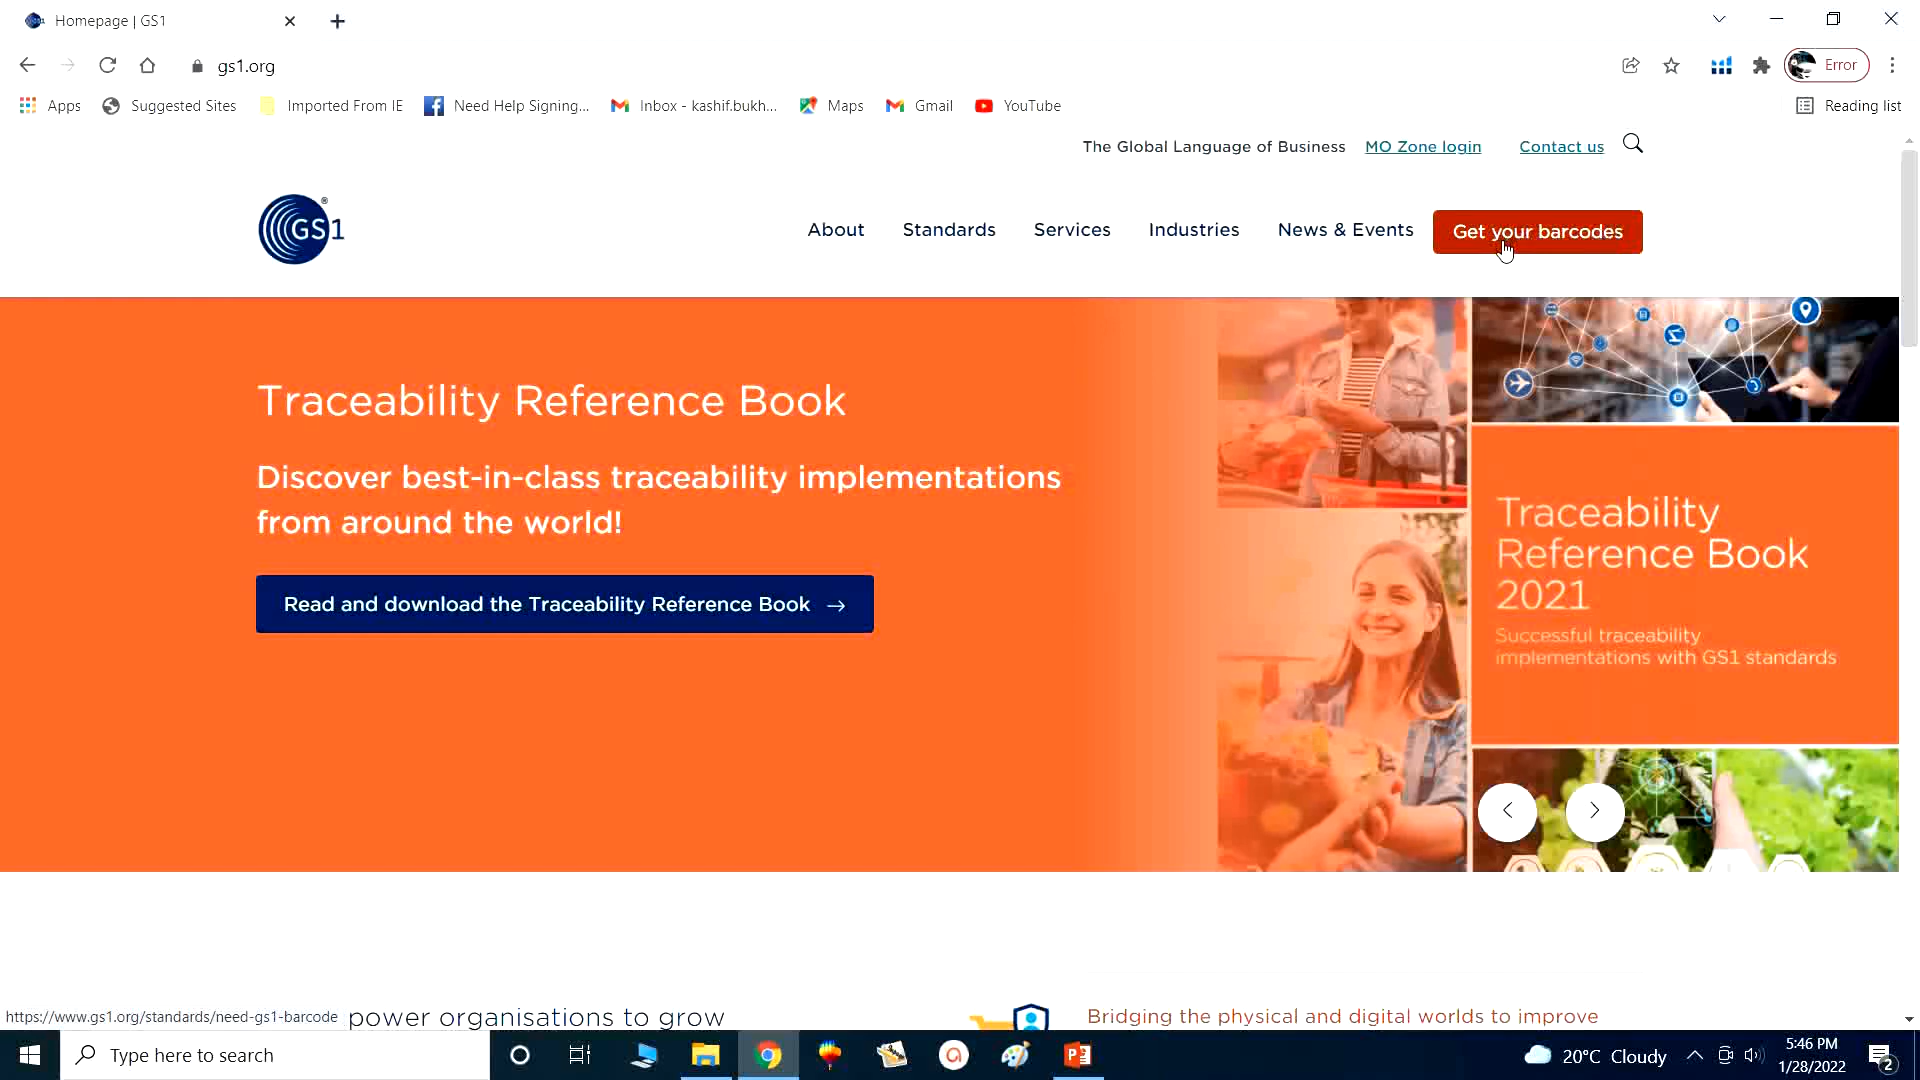 Homepage | GS1
gs1.org
Error
Apps
Suggested Sites
Imported From IE
Need Help Signing...
Inbox - kashif.bukh...
Maps
Gmail
YouTube
Reading list
The Global Language of Business
MO Zone login
Contact us
GS1
®
About
Standards
Services
Industries
News & Events
Get your barcodes
Traceability Reference Book
Discover best-in-class traceability implementations
from around the world!
Read and download the Traceability Reference Book →
Traceability
Reference Book
2021
Successful traceability
implementations with GS1 standards
https://www.gs1.org/standards/need-gs1-barcode
power organisations to grow
Bridging the physical and digital worlds to improve
Type here to search
20°C Cloudy
5:46 PM
1/28/2022
2